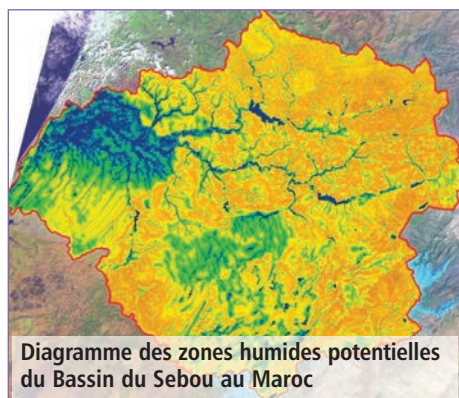 Diagramme des zones humides potentielles
du Bassin du Sebou au Maroc